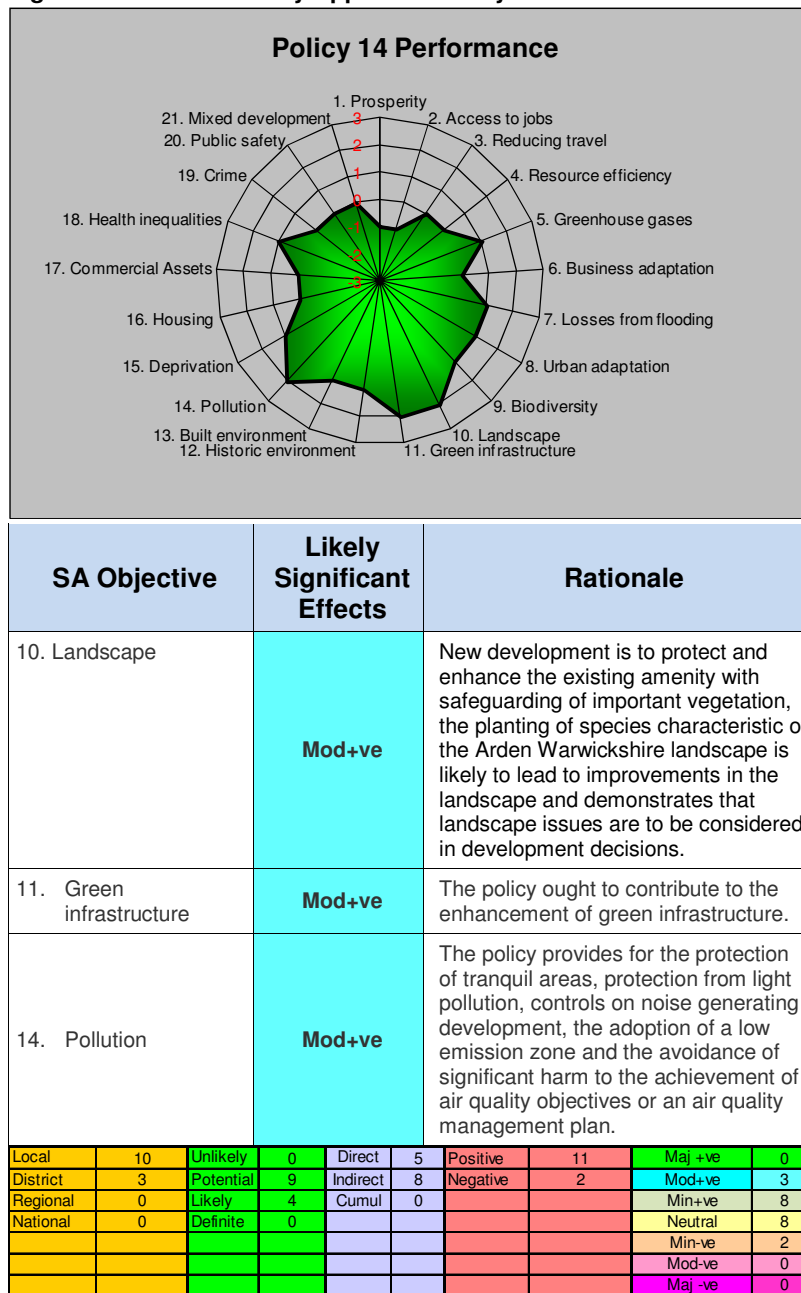 Policy 14 Performance
1. Prosperity
2. Access to jobs
3. Reducing travel
4. Resource efficiency
5. Greenhouse gases
6. Business adaptation
7. Losses from flooding
8. Urban adaptation
9. Biodiversity
10. Landscape
11. Green infrastructure
12. Historic environment
13. Built environment
14. Pollution
15. Deprivation
16. Housing
17. Commercial Assets
18. Health inequalities
19. Crime
20. Public safety
21. Mixed development
3
2
1
0
-1
-2
-3
SA Objective
Likely
Significant
Effects
Rationale
10. Landscape
Mod+ve
New development is to protect and
enhance the existing amenity with
safeguarding of important vegetation,
the planting of species characteristic
the Arden Warwickshire landscape is
likely to lead to improvements in the
landscape and demonstrates that
landscape issues are to be considered
in development decisions.
11. Green
infrastructure
Mod+ve
The policy ought to contribute to the
enhancement of green infrastructure.
14. Pollution
Mod+ve
The policy provides for the protection
of tranquil areas, protection from light
pollution, controls on noise generating
development, the adoption of a low
emission zone and the avoidance of
significant harm to the achievement of
air quality objectives or an air quality
management plan.
Local 10 Unlikely 0 Direct 5 Positive 11 Maj +ve 0
District 3 Potential 9 Indirect 8 Negative 2 Mod+ve 3
Regional 0 Likely 4 Cumul 0 Min+ve 8
National 0 Definite 0 Neutral 8
Min-ve 2
Mod-ve 0
Maj -ve 0